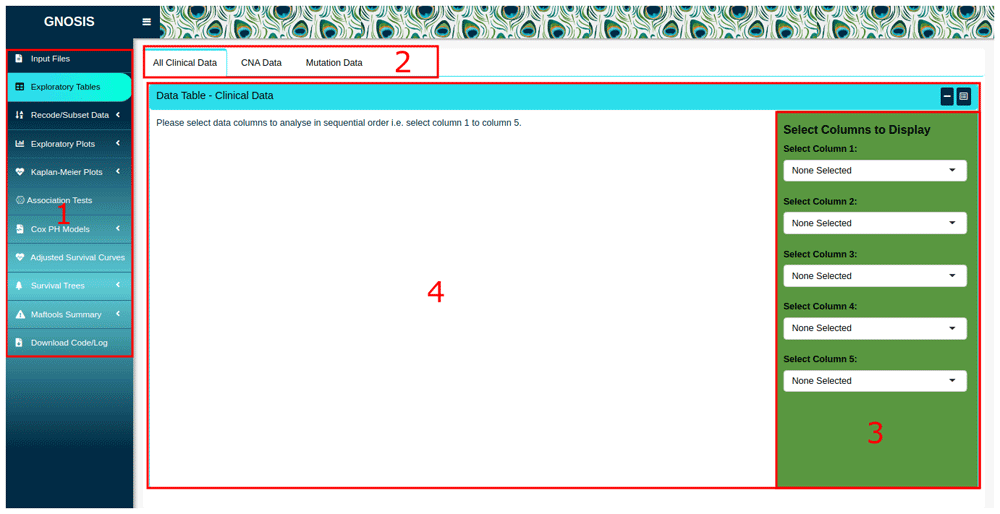 GNOSIS
Input Files
Exploratory Tables
Recode/Subset Data
Exploratory Plots
Kaplan-Meier Plots
Association Tests
1
Cox PH Models
Adjusted Survival Curves
Survival Trees
Maftools Summary
Download Code/Log
All Clinical Data CNA Data Mutation Data 2
Data Table - Clinical Data
Please select data columns to analyse in sequential order i.e. select column 1 to column 5.
4
Select Columns to Display
Select Column 1:
None Selected
Select Column 2:
None Selected
Select Column 3:
None Selected
Select Column 4:
None Selected
Select Column 5:
None Selected
3